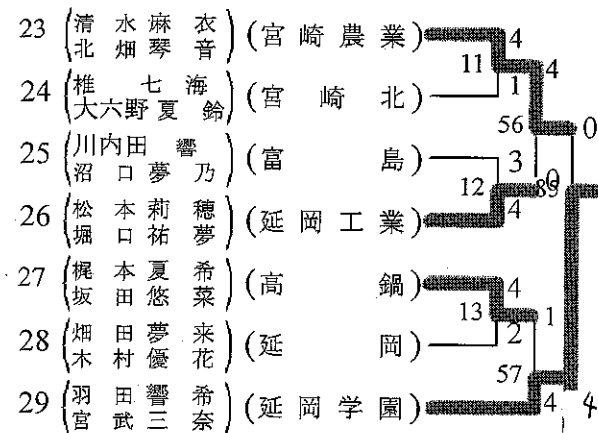 23 (清水麻衣 北畑琴音) (宮崎農業) 4
11 4
24 (椎七海 大六野夏鈴) (宮崎北) 1
56 0
25 (川内田響 沼口夢乃) (富島) 3
12 0 85
26 (松本莉穂 堀口祐夢) (延岡工業) 4
27 (梶本夏希 坂田悠菜) (高鍋) 4
13 1
28 (畑田夢来 木村優花) (延岡) 2
57
29 (羽田響希 宮武三奈) (延岡学園) 4 4